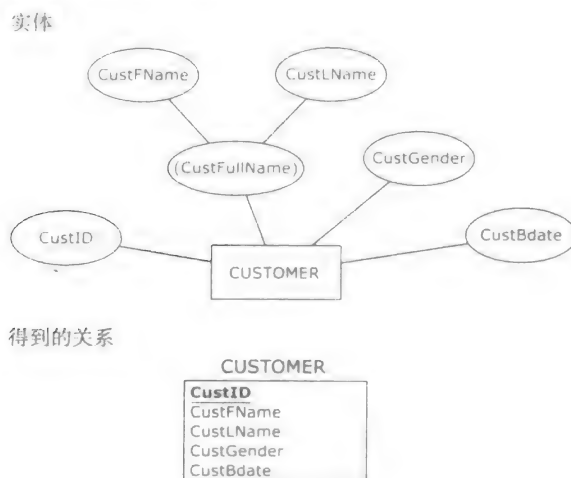 实体
CustFName
CustLName
(CustFullName)
CustGender
CustID
CustBdate
CUSTOMER
得到的关系
CUSTOMER
CustID
CustFName
CustLName
CustGender
CustBdate